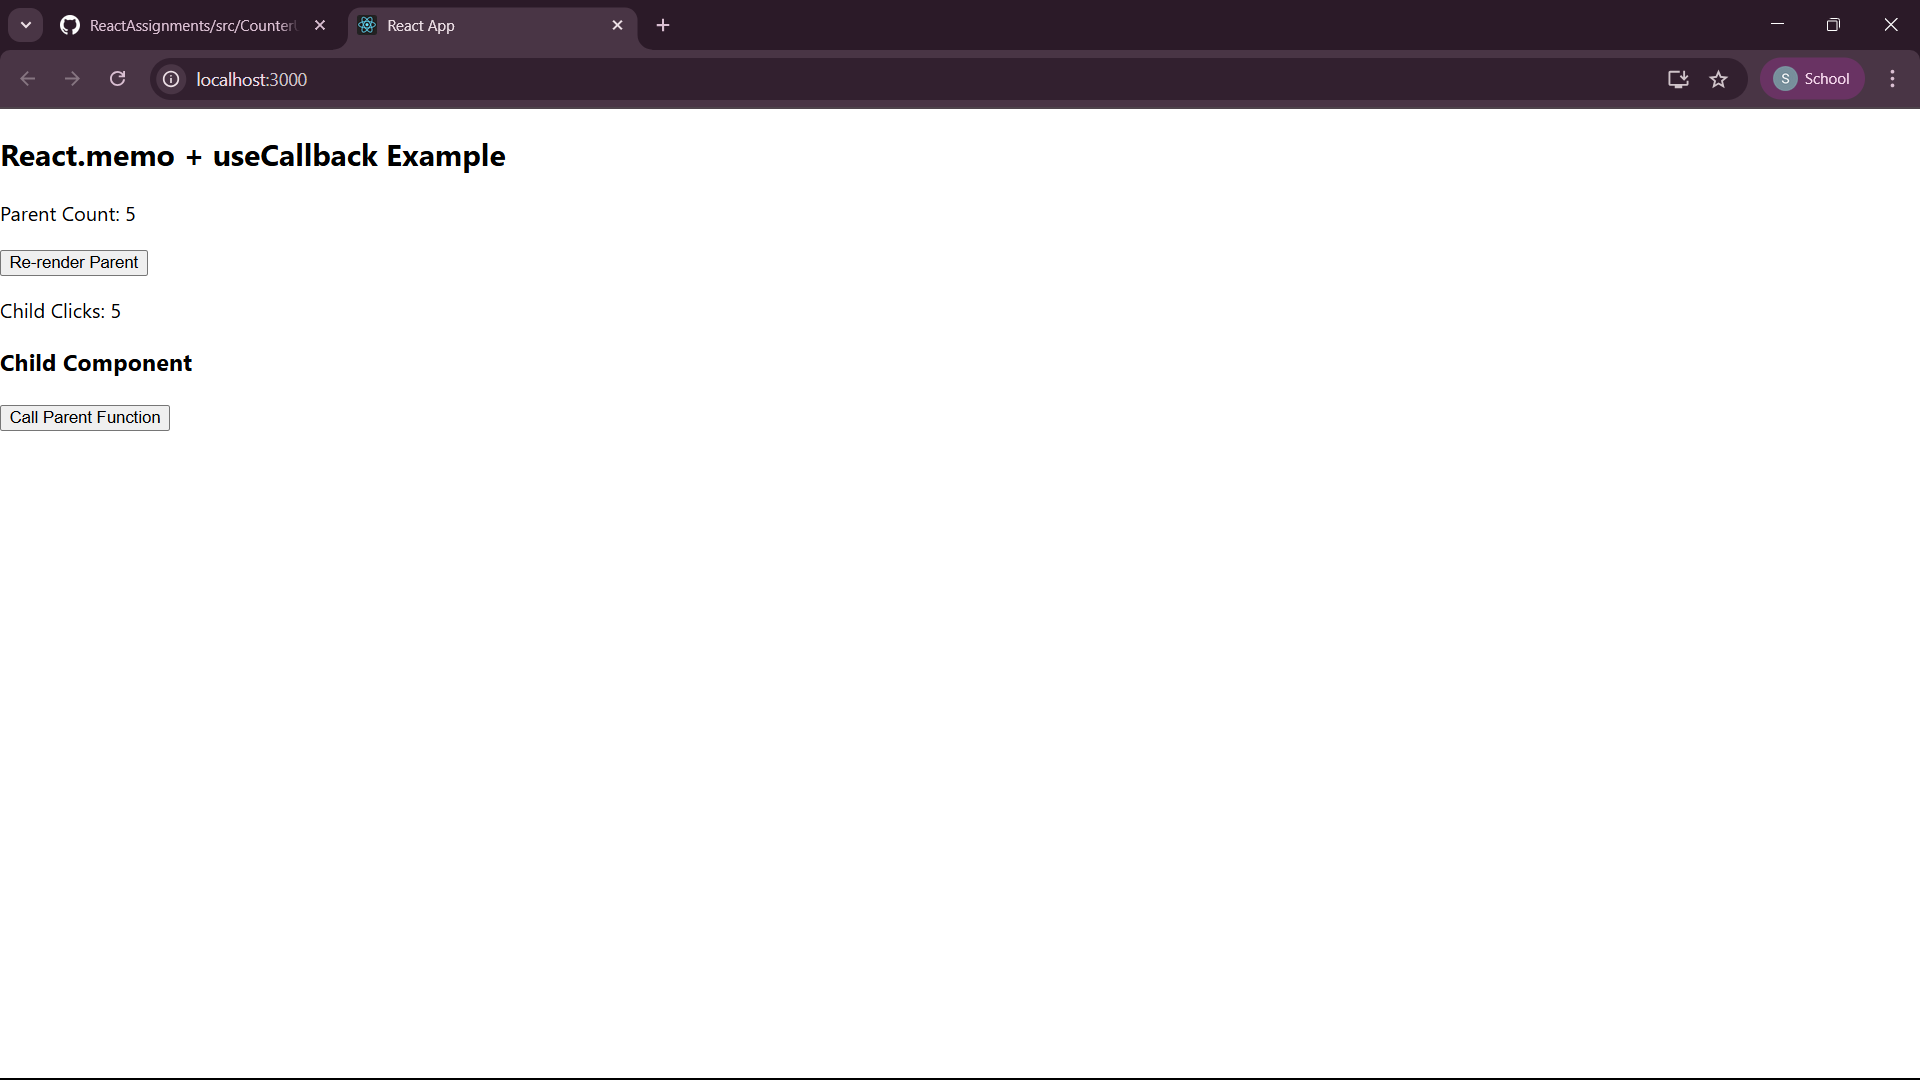 ReactAssignments/src/Counter
React App
localhost:3000
S School
React.memo + useCallback Example
Parent Count: 5
Re-render Parent
Child Clicks: 5
Child Component
Call Parent Function